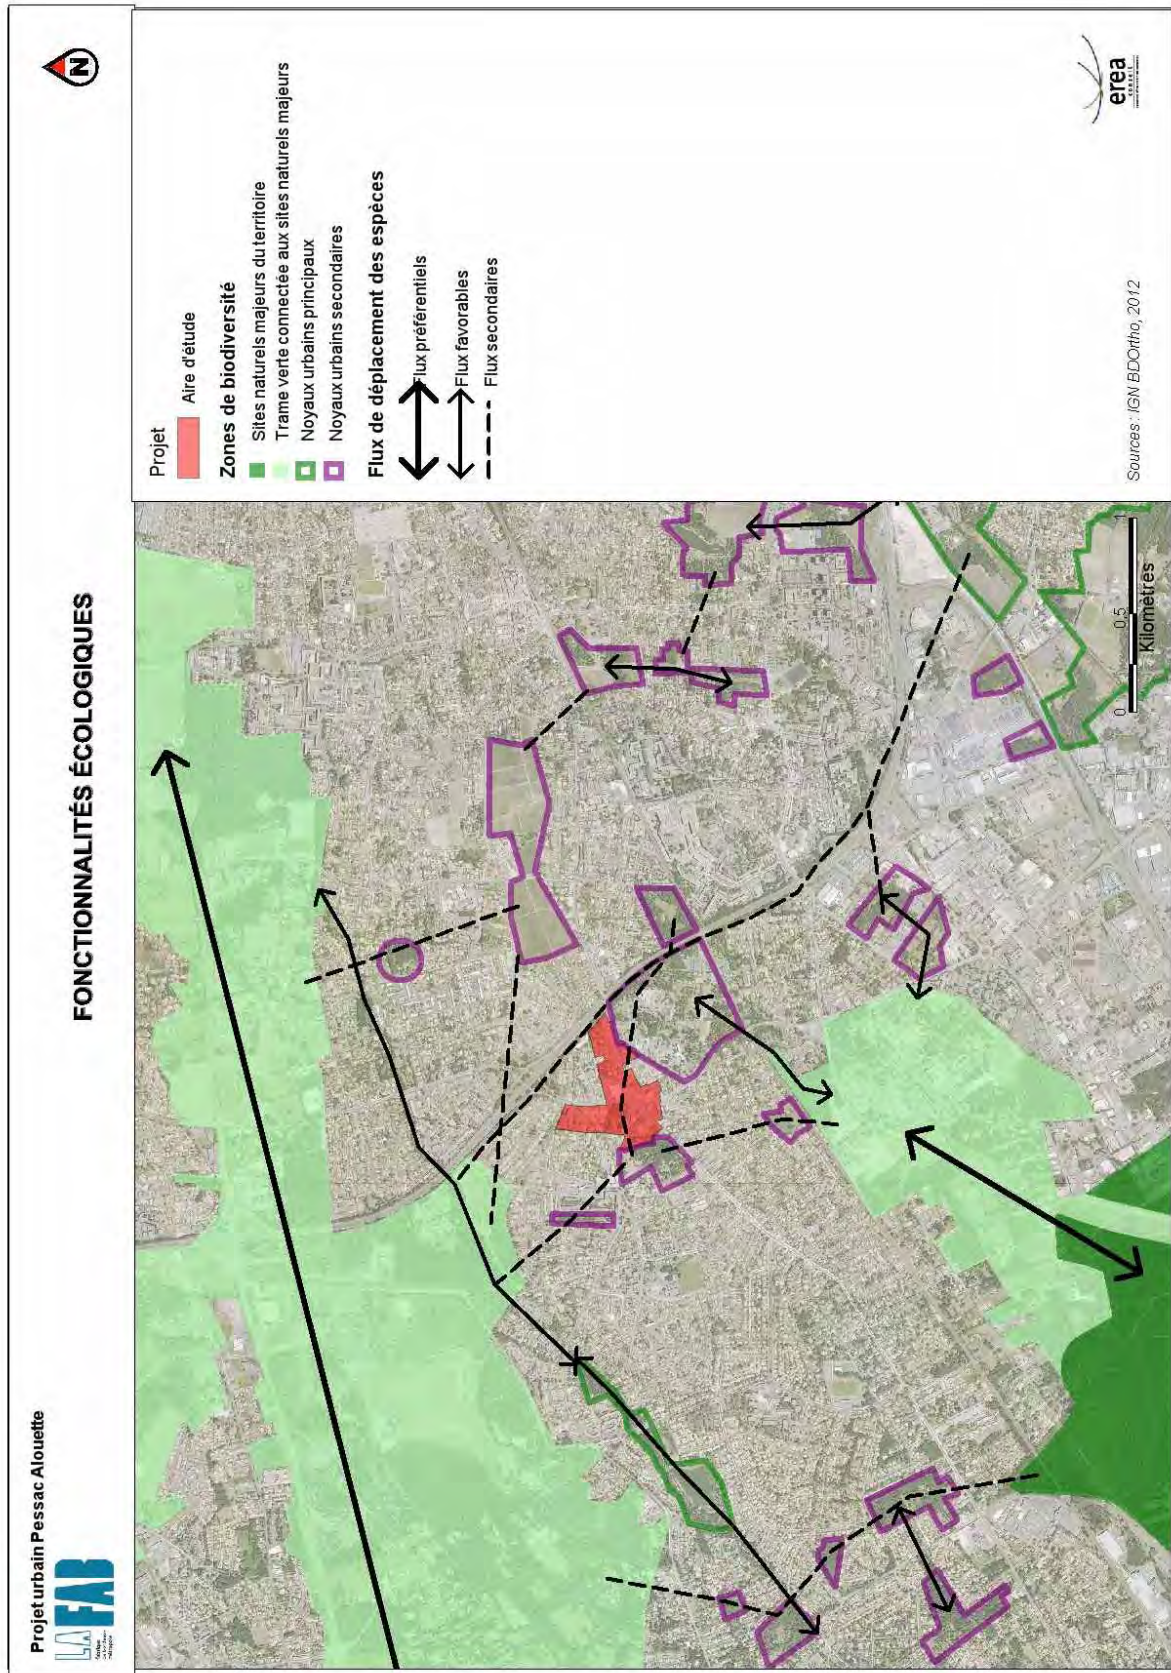 Projet urbain Pessac Alouette
LA FAB
FONCTIONNALITÉS ÉCOLOGIQUES
N
Projet
Aire d'étude
Zones de biodiversité
Sites naturels majeurs du territoire
Trame verte connectée aux sites naturels majeurs
Noyaux urbains principaux
Noyaux urbains secondaires
Flux de déplacement des espèces
Flux préférentiels
Flux favorables
Flux secondaires
0 0.5 1
Kilomètres
Sources : IGN BDOrtho, 2012
erea
CONSEIL